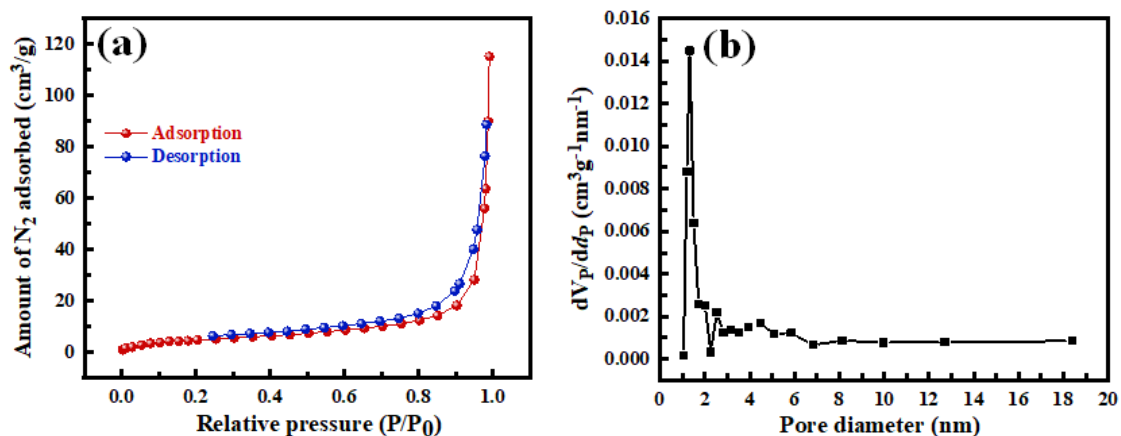 (a)
Amount of N2 adsorbed (cm³/g)
120
100
80
60
40
20
0
Adsorption
Desorption
0.0 0.2 0.4 0.6 0.8 1.0
Relative pressure (P/P0)
(b)
dVP/ddP (cm³g⁻¹nm⁻¹)
0.016
0.014
0.012
0.010
0.008
0.006
0.004
0.002
0.000
0 2 4 6 8 10 12 14 16 18 20
Pore diameter (nm)